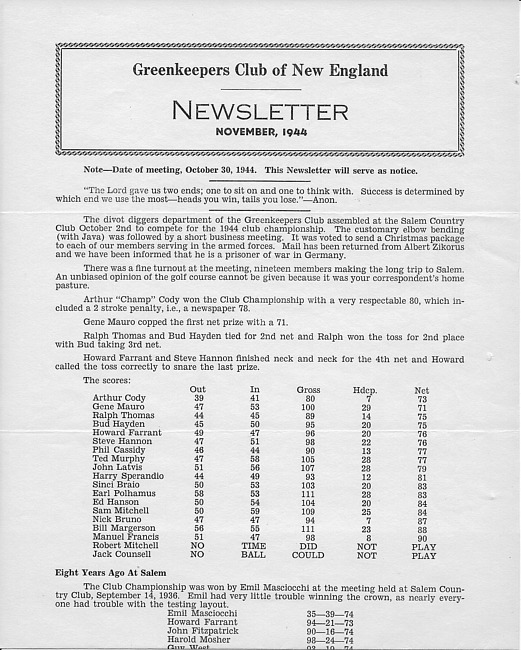 Greenkeepers Club of New England
NEWSLETTER
NOVEMBER, 1944
Note—Date of meeting, October 30, 1944. This Newsletter will serve as notice.
"The Lord gave us two ends; one to sit on and one to think with. Success is determined by
which end we use the most—heads you win, tails you lose."—Anon.
The divot diggers department of the Greenkeepers Club assembled at the Salem Country
Club October 2nd to compete for the 1944 club championship. The customary elbow bending
(with Java) was followed by a short business meeting. It was voted to send a Christmas package
to each of our members serving in the armed forces. Mail has been returned from Albert Zikorus
and we have been informed that he is a prisoner of war in Germany.
There was a fine turnout at the meeting, nineteen members making the long trip to Salem.
An unbiased opinion of the golf course cannot be given because it was your correspondent's home
pasture.
Arthur "Champ" Cody won the Club Championship with a very respectable 80, which in-
cluded a 2 stroke penalty, i.e., a newspaper 78.
Gene Mauro copped the first net prize with a 71.
Ralph Thomas and Bud Hayden tied for 2nd net and Ralph won the toss for 2nd place
with Bud taking 3rd net.
Howard Farrant and Steve Hannon finished neck and neck for the 4th net and Howard
called the toss correctly to snare the last prize.
The scores:
Out In Gross Hdcp. Net
Arthur Cody 39 41 80 7 73
Gene Mauro 47 53 100 29 71
Ralph Thomas 44 45 89 14 75
Bud Hayden 45 50 95 20 75
Howard Farrant 49 47 96 20 76
Steve Hannon 47 51 98 22 76
Phil Cassidy 46 44 90 13 77
Ted Murphy 47 58 105 28 77
John Latvis 51 56 107 28 79
Harry Sperandio 44 49 93 12 81
Sinci Braio 50 53 103 20 83
Earl Polhamus 58 53 111 28 83
Ed Hanson 50 54 104 20 84
Sam Mitchell 50 59 109 25 84
Nick Bruno 47 47 94 7 87
Bill Margerson 56 55 111 23 88
Manuel Francis 51 47 98 8 90
Robert Mitchell NO TIME DID NOT PLAY
Jack Counsell NO BALL COULD NOT PLAY
Eight Years Ago At Salem
The Club Championship was won by Emil Masciocchi at the meeting held at Salem Coun-
try Club, September 14, 1936. Emil had very little trouble winning the crown, as nearly every-
one had trouble with the testing layout.
Emil Masciocchi 35—39—74
Howard Farrant 94—21—73
John Fitzpatrick 90—16—74
Harold Mosher 98—24—74
Guy West 93—19—74